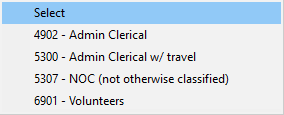 Select
4902 - Admin Clerical
5300 - Admin Clerical w/ travel
5307 - NOC (not otherwise classified)
6901 - Volunteers